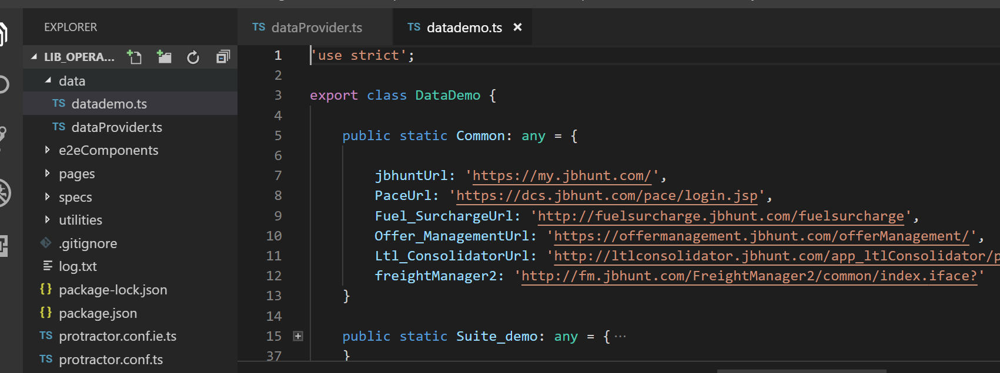 EXPLORER
LIB_OPERA...
data
TS datademo.ts
TS dataProvider.ts
e2eComponents
pages
specs
utilities
.gitignore
log.txt
{} package-lock.json
{} package.json
TS protractor.conf.ie.ts
TS protractor.conf.ts
TS dataProvider.ts
TS datademo.ts ×
1 'use strict';
2
3 export class DataDemo {
4
5 public static Common: any = {
6
7 jbhuntUrl: 'https://my.jbhunt.com/',
8 PaceUrl: 'https://dcs.jbhunt.com/pace/login.jsp',
9 Fuel_SurchargeUrl: 'http://fuelsurcharge.jbhunt.com/fuelsurcharge',
10 Offer_ManagementUrl: 'https://offermanagement.jbhunt.com/offerManagement/',
11 Ltl_ConsolidatorUrl: 'http://ltlconsolidator.jbhunt.com/app_ltlConsolidator/p
12 freightManager2: 'http://fm.jbhunt.com/FreightManager2/common/index.iface?'
13 }
14
15 public static Suite_demo: any = {···
37 }